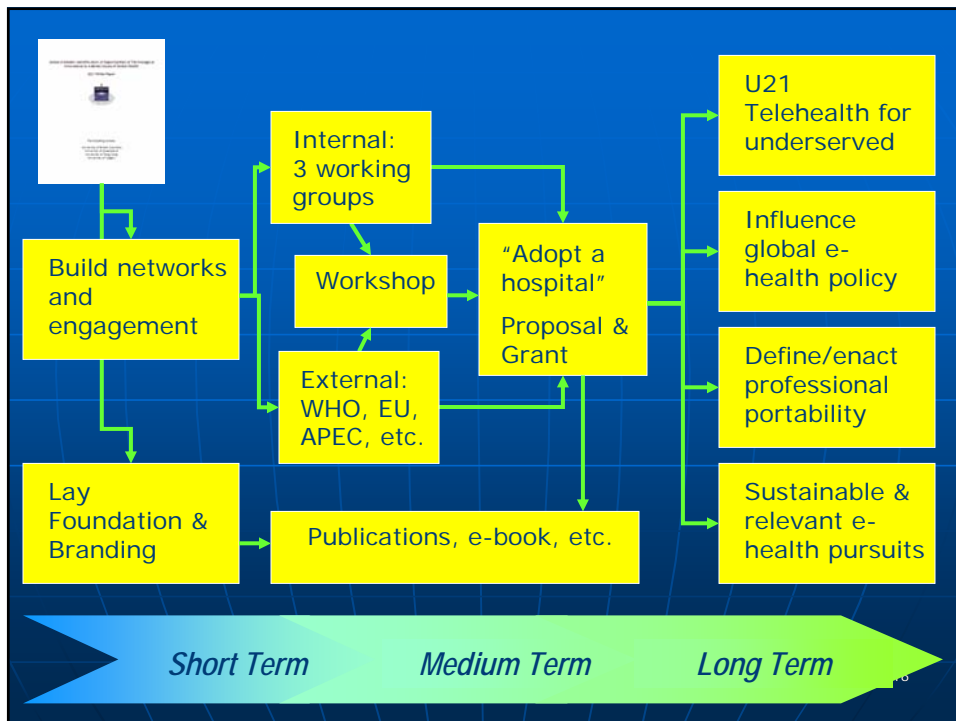 U21
Telehealth for
underserved
Internal:
3 working
groups
Influence
global e-
health policy
Build networks
and
engagement
Workshop
“Adopt a
hospital”
Proposal &
Grant
External:
WHO, EU,
APEC, etc.
Define/enact
professional
portability
Lay
Foundation &
Branding
Publications, e-book, etc.
Sustainable &
relevant e-
health pursuits
Short Term
Medium Term
Long Term